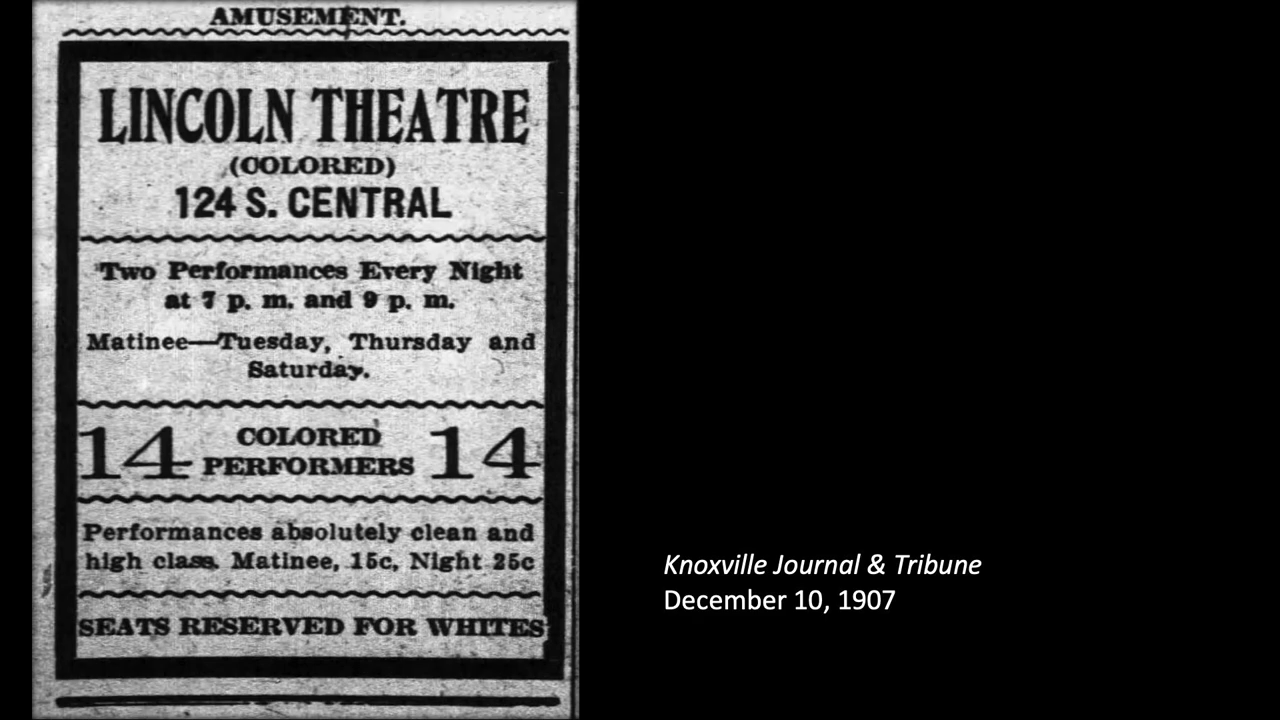 AMUSEMENT.
LINCOLN THEATRE
(COLORED)
124 S. CENTRAL
Two Performances Every Night
at 7 p. m. and 9 p. m.
Matinee—Tuesday, Thursday and
Saturday.
14 COLORED PERFORMERS 14
Performances absolutely clean and
high class. Matinee, 15c, Night 25c
SEATS RESERVED FOR WHITES
Knoxville Journal & Tribune
December 10, 1907